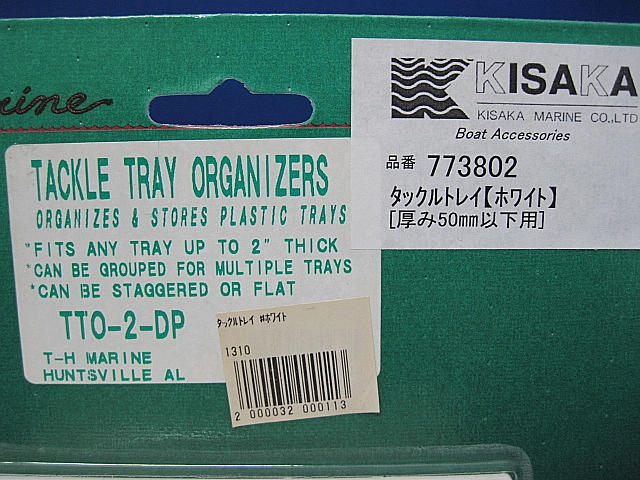 rine
TACKLE TRAY ORGANIZERS
ORGANIZES & STORES PLASTIC TRAYS
*FITS ANY TRAY UP TO 2" THICK
*CAN BE GROUPED FOR MULTIPLE TRAYS
*CAN BE STAGGERED OR FLAT
TTO-2-DP
T-H MARINE
HUNTSVILLE AL
KISAKA
KISAKA MARINE CO.,LTD
Boat Accessories
品番 773802
タックルトレイ【ホワイト】
[厚み50mm以下用]
タックルトレイ #ホワイト
1310
2 000032 000113